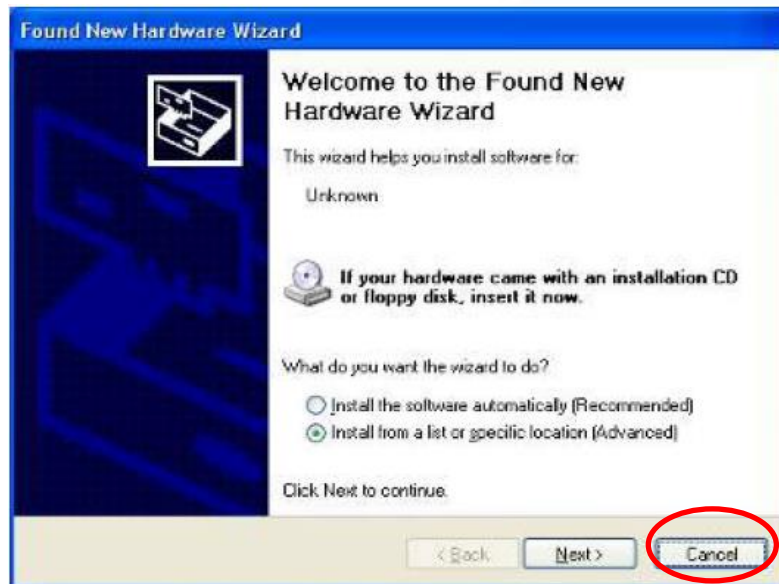 Found New Hardware Wizard
Welcome to the Found New
Hardware Wizard
This wizard helps you install software for:
Unknown
If your hardware came with an installation CD
or floppy disk, insert it now.
What do you want the wizard to do?
Install the software automatically (Recommended)
Install from a list or specific location (Advanced)
Click Next to continue.
< Back Next > Cancel